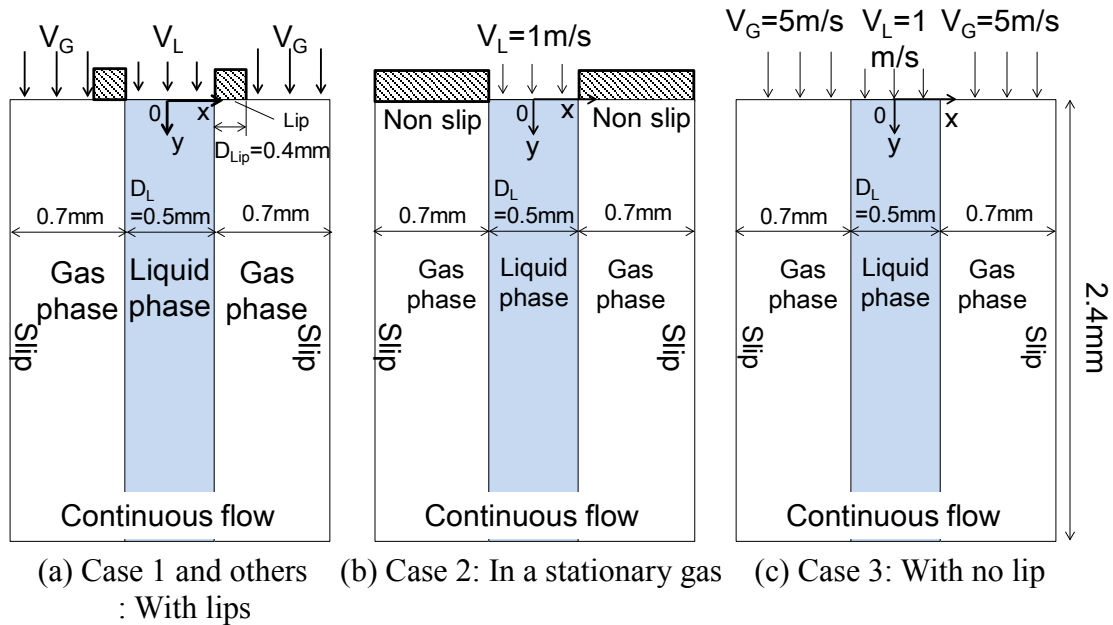 V_G V_L V_G
0 x
y
Lip
D_Lip=0.4mm
0.7mm
D_L
=0.5mm
0.7mm
Gas
phase
Liquid
phase
Gas
phase
Slip
Slip
Continuous flow
(a) Case 1 and others
: With lips
V_L=1m/s
Non slip
0 x
y
Non slip
0.7mm
D_L
=0.5mm
0.7mm
Gas
phase
Liquid
phase
Gas
phase
Slip
Slip
Continuous flow
(b) Case 2: In a stationary gas
V_G=5m/s
V_L=1
m/s
V_G=5m/s
0 x
y
0.7mm
D_L
=0.5mm
0.7mm
Gas
phase
Liquid
phase
Gas
phase
Slip
Slip
Continuous flow
2.4mm
(c) Case 3: With no lip